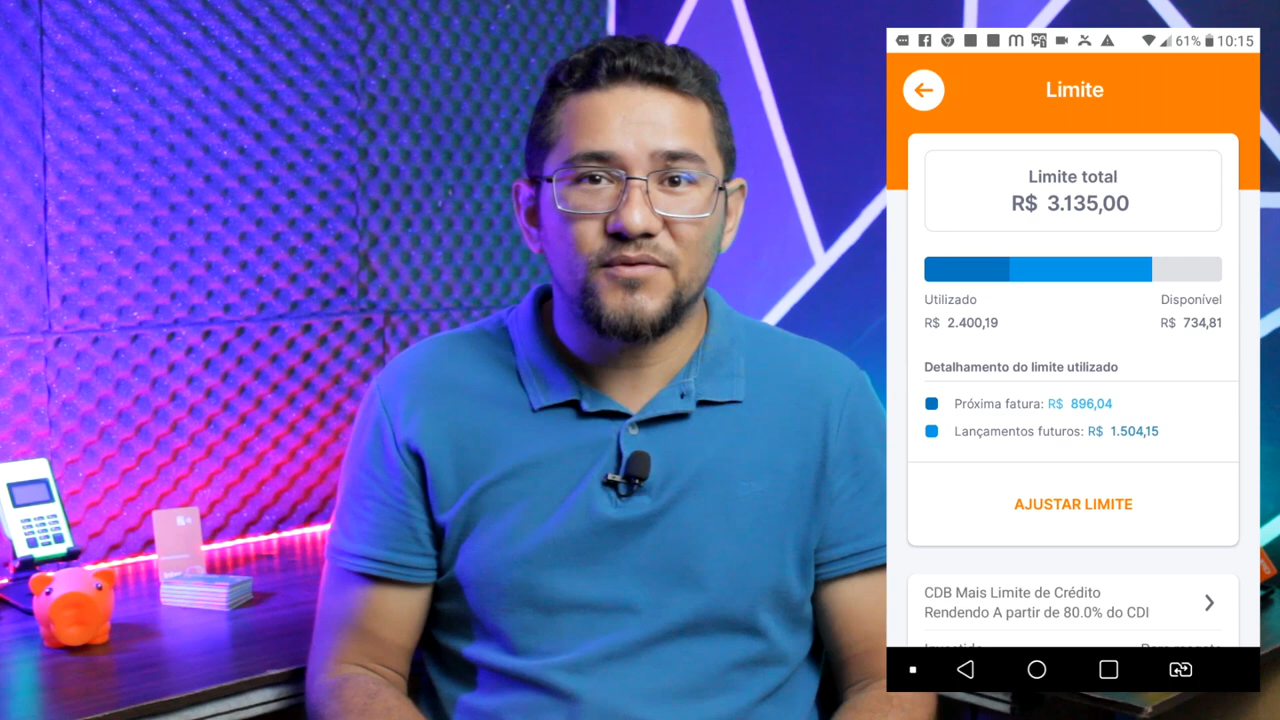 61% 10:15
Limite
Limite total
R$ 3.135,00
Utilizado
Disponível
R$ 2.400,19
R$ 734,81
Detalhamento do limite utilizado
Próxima fatura: R$ 896,04
Lançamentos futuros: R$ 1.504,15
AJUSTAR LIMITE
CDB Mais Limite de Crédito
Rendendo A partir de 80.0% do CDI